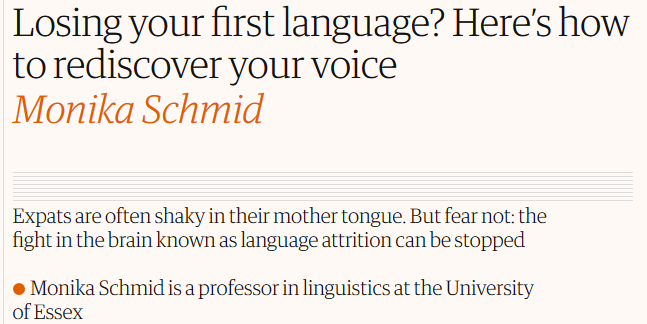 Losing your first language? Here’s how
to rediscover your voice
Monika Schmid
Expats are often shaky in their mother tongue. But fear not: the
fight in the brain known as language attrition can be stopped
● Monika Schmid is a professor in linguistics at the University
of Essex